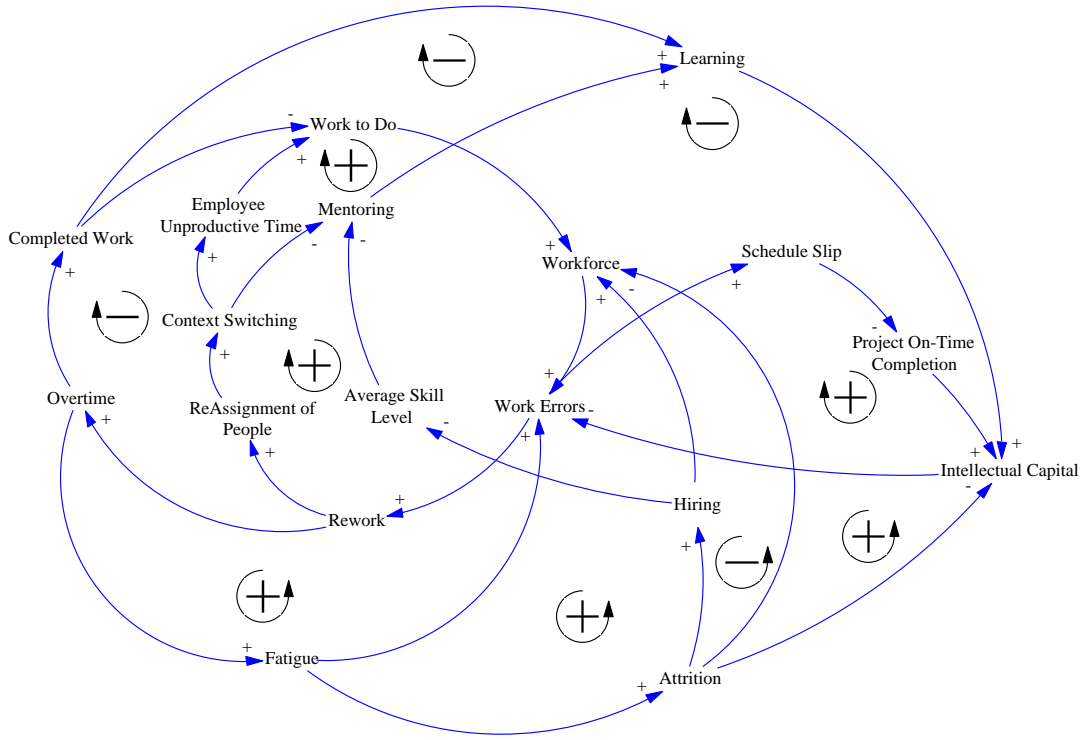 Learning
Work to Do
Employee
Unproductive Time
Mentoring
Completed Work
Schedule Slip
Workforce
Context Switching
Project On-Time
Completion
Overtime
ReAssignment of
People
Average Skill
Level
Work Errors
Intellectual Capital
Hiring
Rework
Fatigue
Attrition